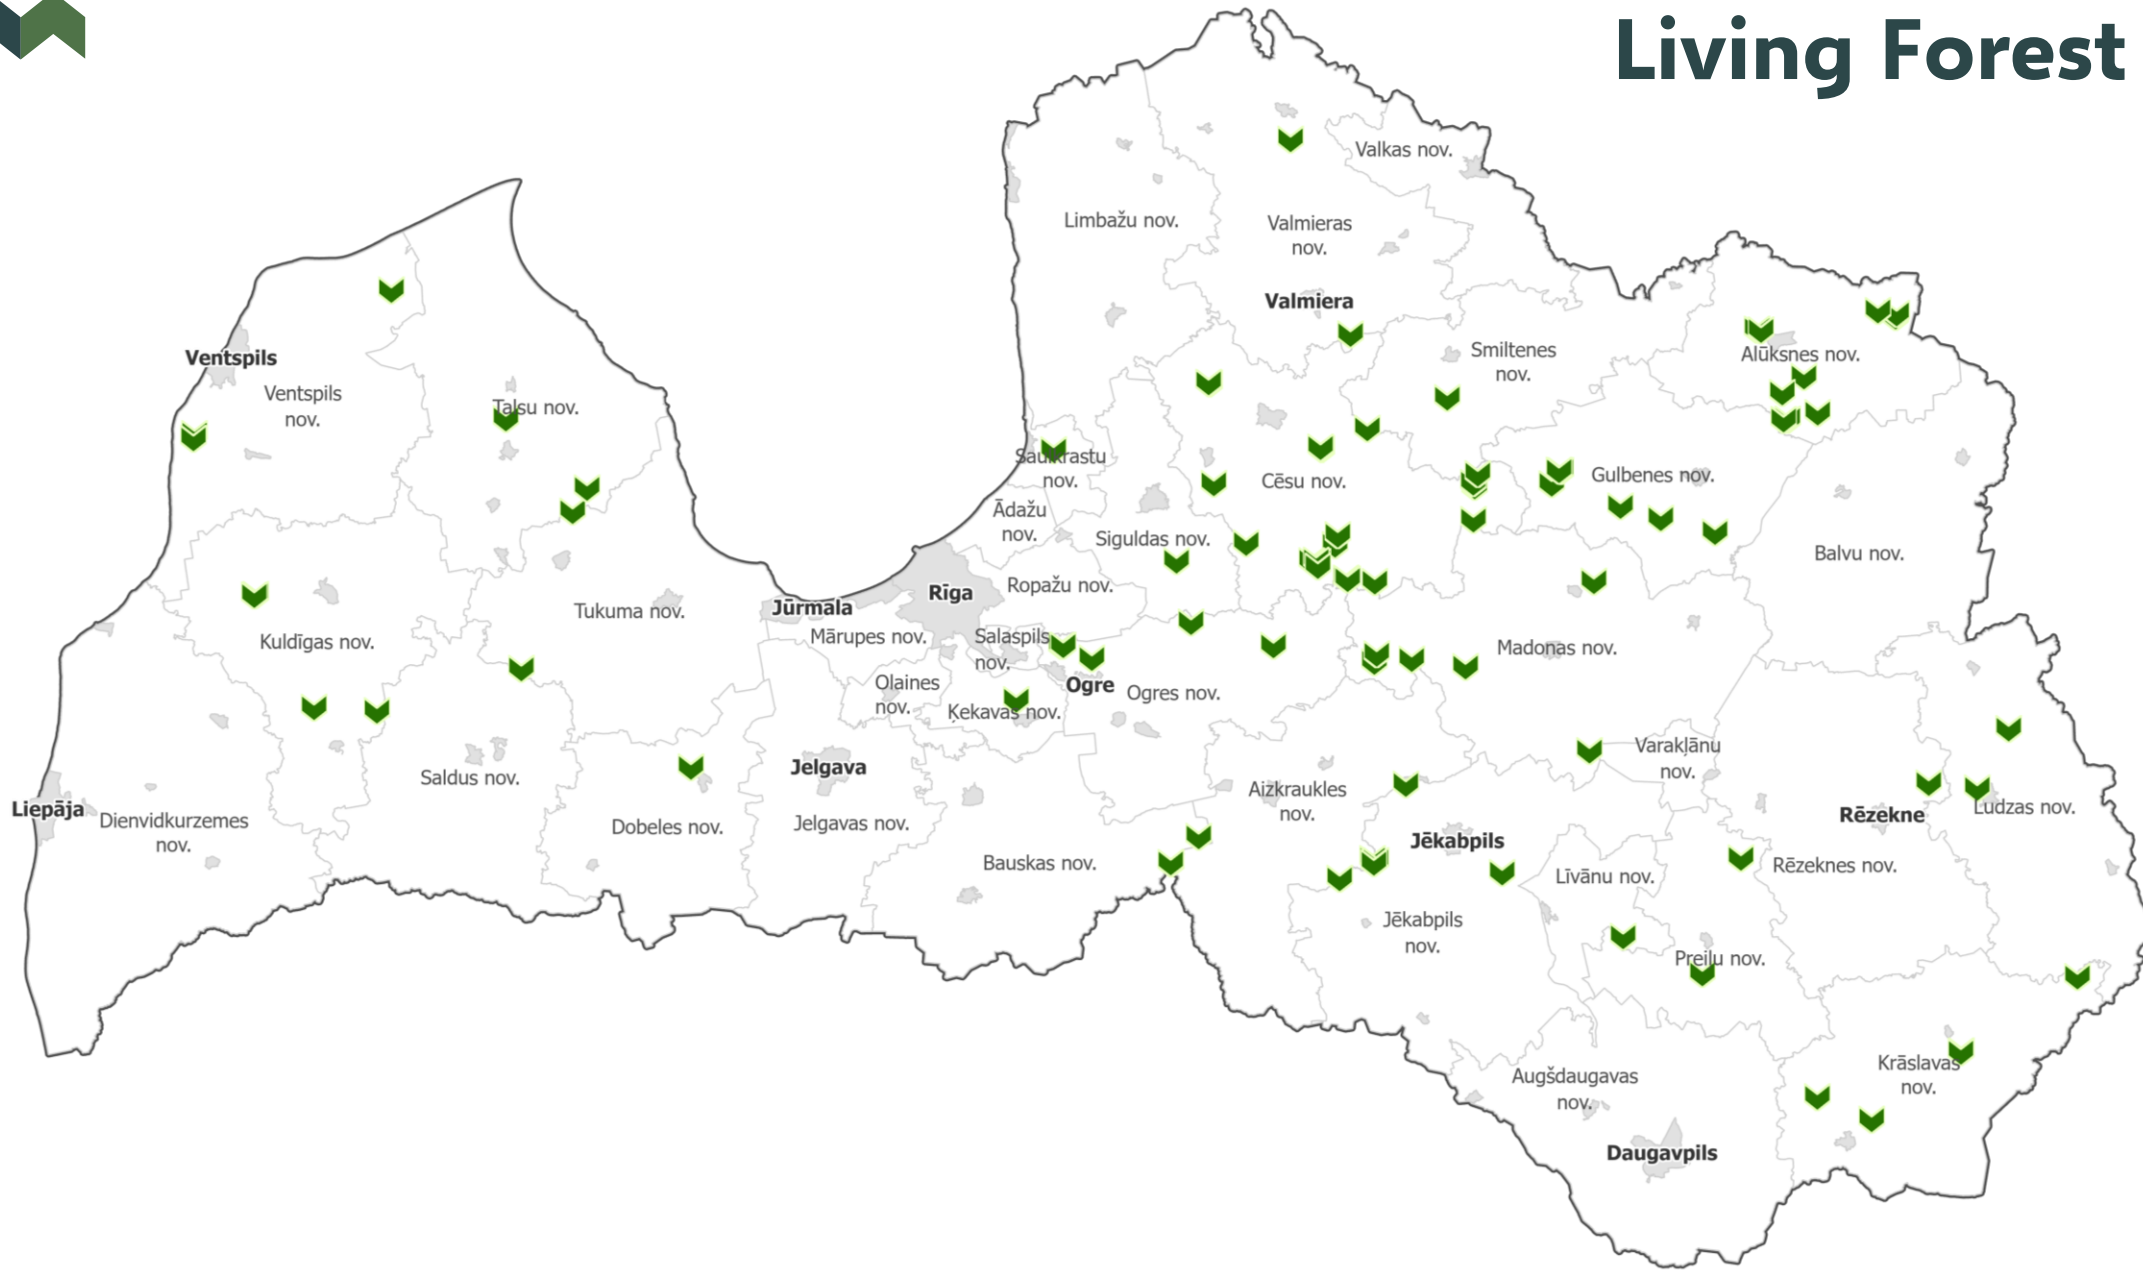 Living Forest
Valkas nov.
Limbažu nov.
Valmieras
nov.
Valmiera
Smiltenes
nov.
Alūksnes nov.
Ventspils
Ventspils
nov.
Talsu nov.
Saulkrastu
nov.
Cēsu nov.
Gulbenes nov.
Ādažu
nov.
Siguldas nov.
Balvu nov.
Ropažu nov.
Rīga
Jūrmala
Tukuma nov.
Mārupes nov.
Salaspils
nov.
Kuldīgas nov.
Madonas nov.
Olaines
nov.
Ogre
Ogres nov.
Ķekavas nov.
Varakļānu
nov.
Jelgava
Saldus nov.
Aizkraukles
nov.
Liepāja
Dienvidkurzemes
nov.
Dobeles nov.
Jelgavas nov.
Rēzekne
Ludzas nov.
Jēkabpils
Bauskas nov.
Līvānu nov.
Rēzeknes nov.
Jēkabpils
nov.
Preiļu nov.
Augšdaugavas
nov.
Krāslavas
nov.
Daugavpils